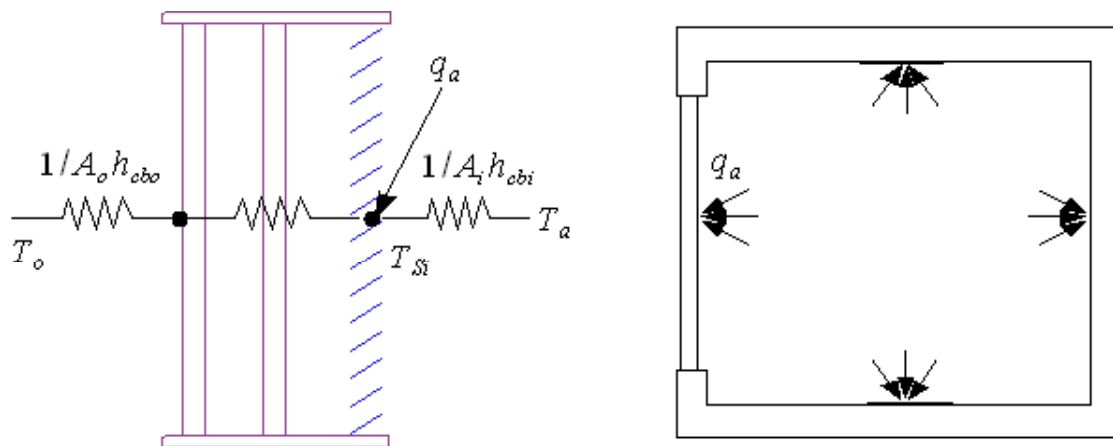 q_a
1/A_o h_cbo
1/A_i h_cbi
T_o
T_Si
T_a
q_a